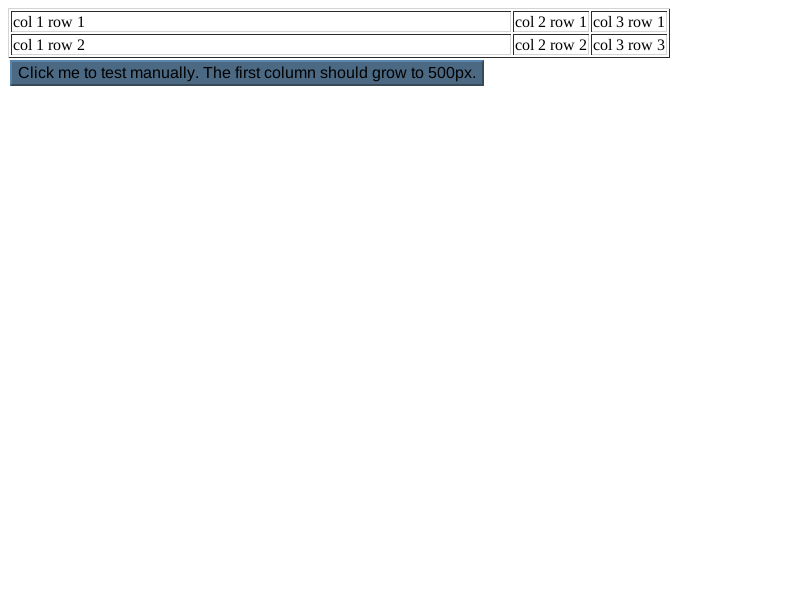 col 1 row 1 col 2 row 1 col 3 row 1
col 1 row 2 col 2 row 2 col 3 row 3
Click me to test manually. The first column should grow to 500px.